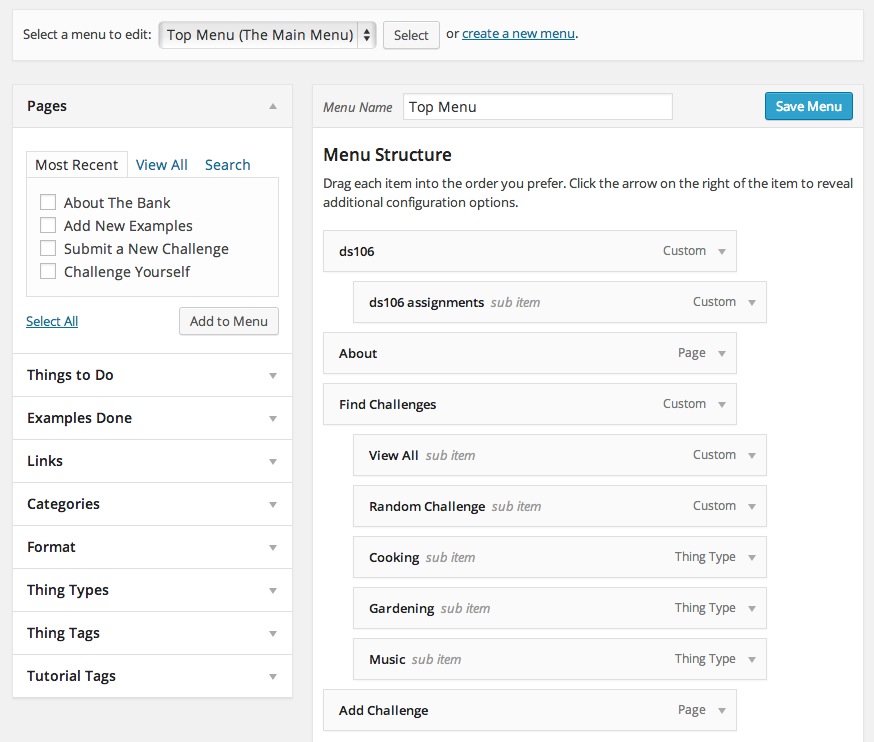 Select a menu to edit: Top Menu (The Main Menu) Select or create a new menu.
Pages
Most Recent View All Search
About The Bank
Add New Examples
Submit a New Challenge
Challenge Yourself
Select All Add to Menu
Things to Do
Examples Done
Links
Categories
Format
Thing Types
Thing Tags
Tutorial Tags
Menu Name Top Menu Save Menu
Menu Structure
Drag each item into the order you prefer. Click the arrow on the right of the item to reveal
additional configuration options.
ds106 Custom
ds106 assignments sub item Custom
About Page
Find Challenges Custom
View All sub item Custom
Random Challenge sub item Custom
Cooking sub item Thing Type
Gardening sub item Thing Type
Music sub item Thing Type
Add Challenge Page